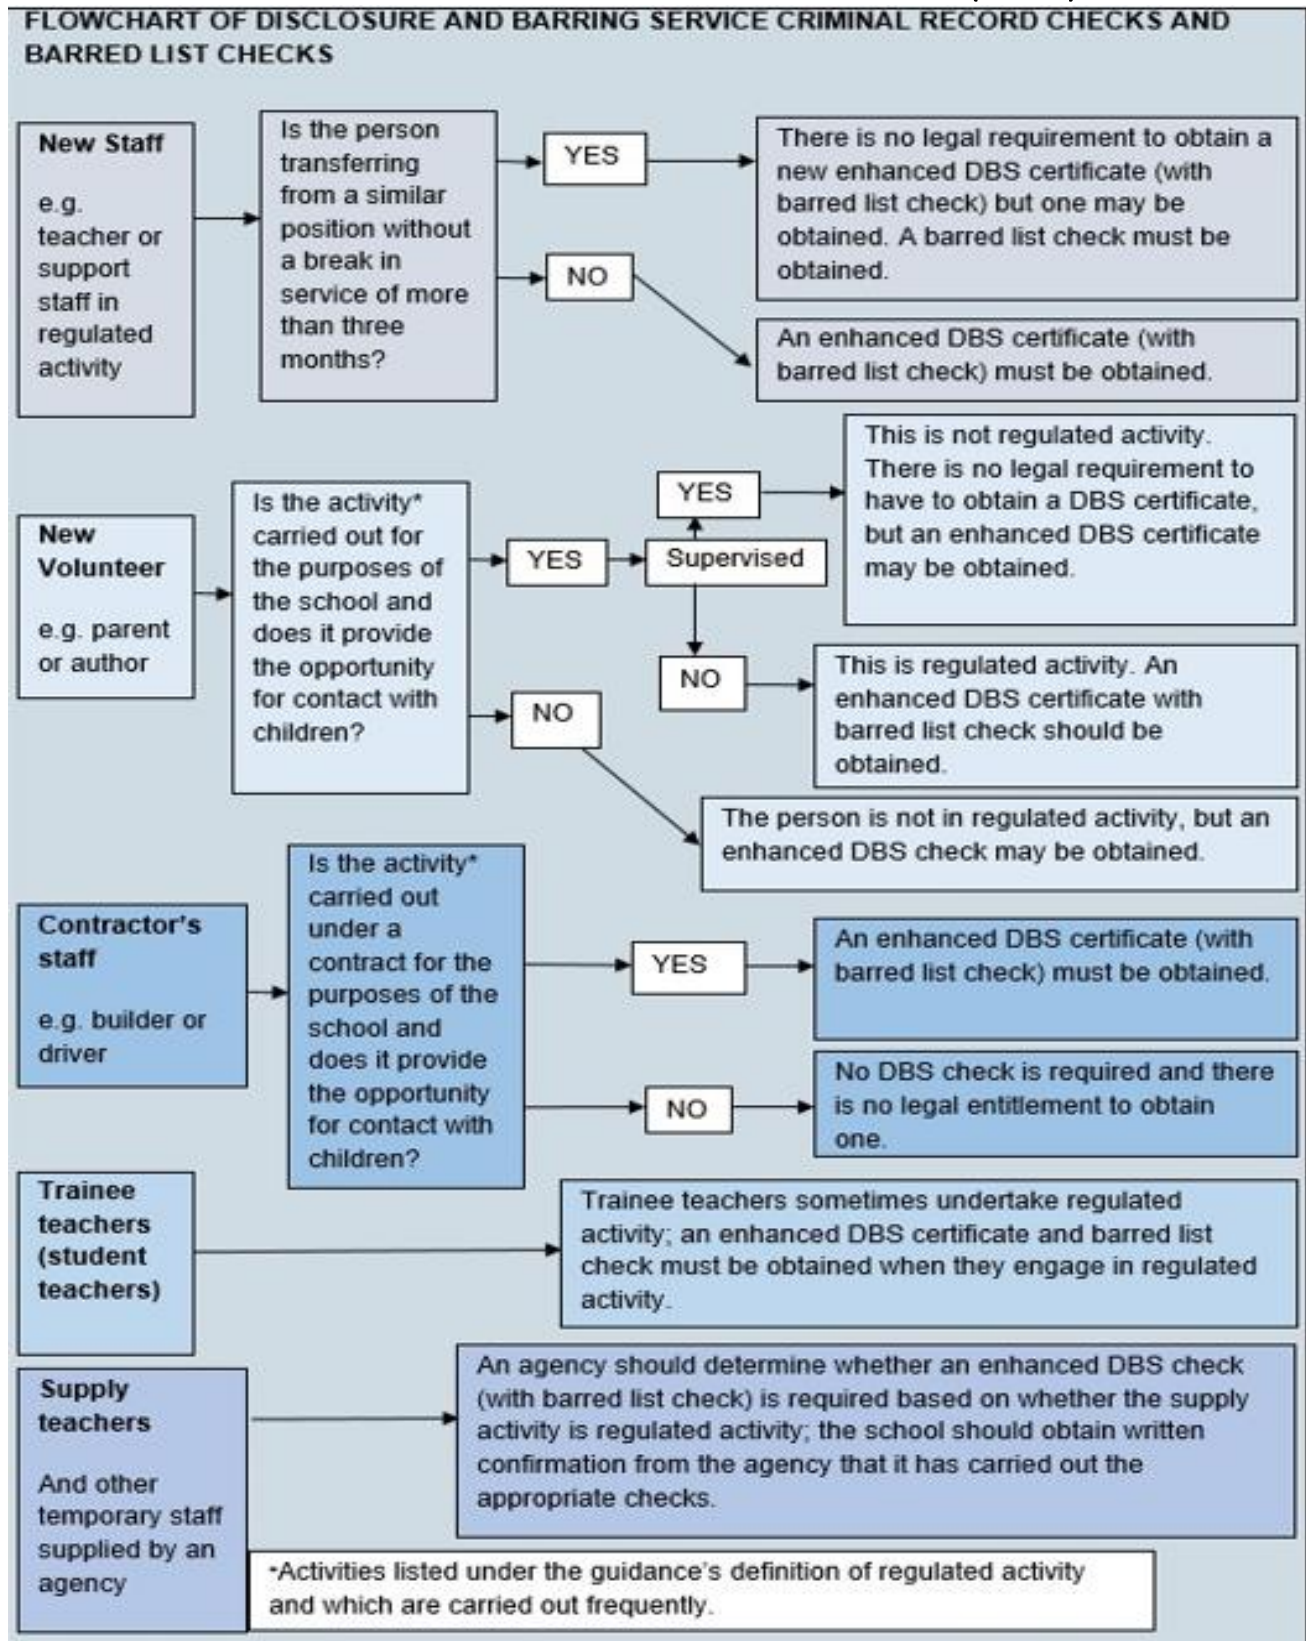 FLOWCHART OF DISCLOSURE AND BARRING SERVICE CRIMINAL RECORD CHECKS AND
BARRED LIST CHECKS
New Staff
e.g.
teacher or
support
staff in
regulated
activity
Is the person
transferring
from a similar
position without
a break in
service of more
than three
months?
YES
There is no legal requirement to obtain a
new enhanced DBS certificate (with
barred list check) but one may be
obtained. A barred list check must be
obtained.
NO
An enhanced DBS certificate (with
barred list check) must be obtained.
New
Volunteer
e.g. parent
or author
Is the activity*
carried out for
the purposes of
the school and
does it provide
the opportunity
for contact with
children?
YES
Supervised
YES
This is not regulated activity.
There is no legal requirement to
have to obtain a DBS certificate,
but an enhanced DBS certificate
may be obtained.
NO
This is regulated activity. An
enhanced DBS certificate with
barred list check should be
obtained.
NO
The person is not in regulated activity, but an
enhanced DBS check may be obtained.
Contractor's
staff
e.g. builder or
driver
Is the activity*
carried out
under a
contract for the
purposes of the
school and
does it provide
the opportunity
for contact with
children?
YES
An enhanced DBS certificate (with
barred list check) must be obtained.
NO
No DBS check is required and there
is no legal entitlement to obtain
one.
Trainee
teachers
(student
teachers)
Trainee teachers sometimes undertake regulated
activity; an enhanced DBS certificate and barred list
check must be obtained when they engage in regulated
activity.
Supply
teachers
And other
temporary staff
supplied by an
agency
An agency should determine whether an enhanced DBS check
(with barred list check) is required based on whether the supply
activity is regulated activity; the school should obtain written
confirmation from the agency that it has carried out the
appropriate checks.
*Activities listed under the guidance's definition of regulated activity
and which are carried out frequently.